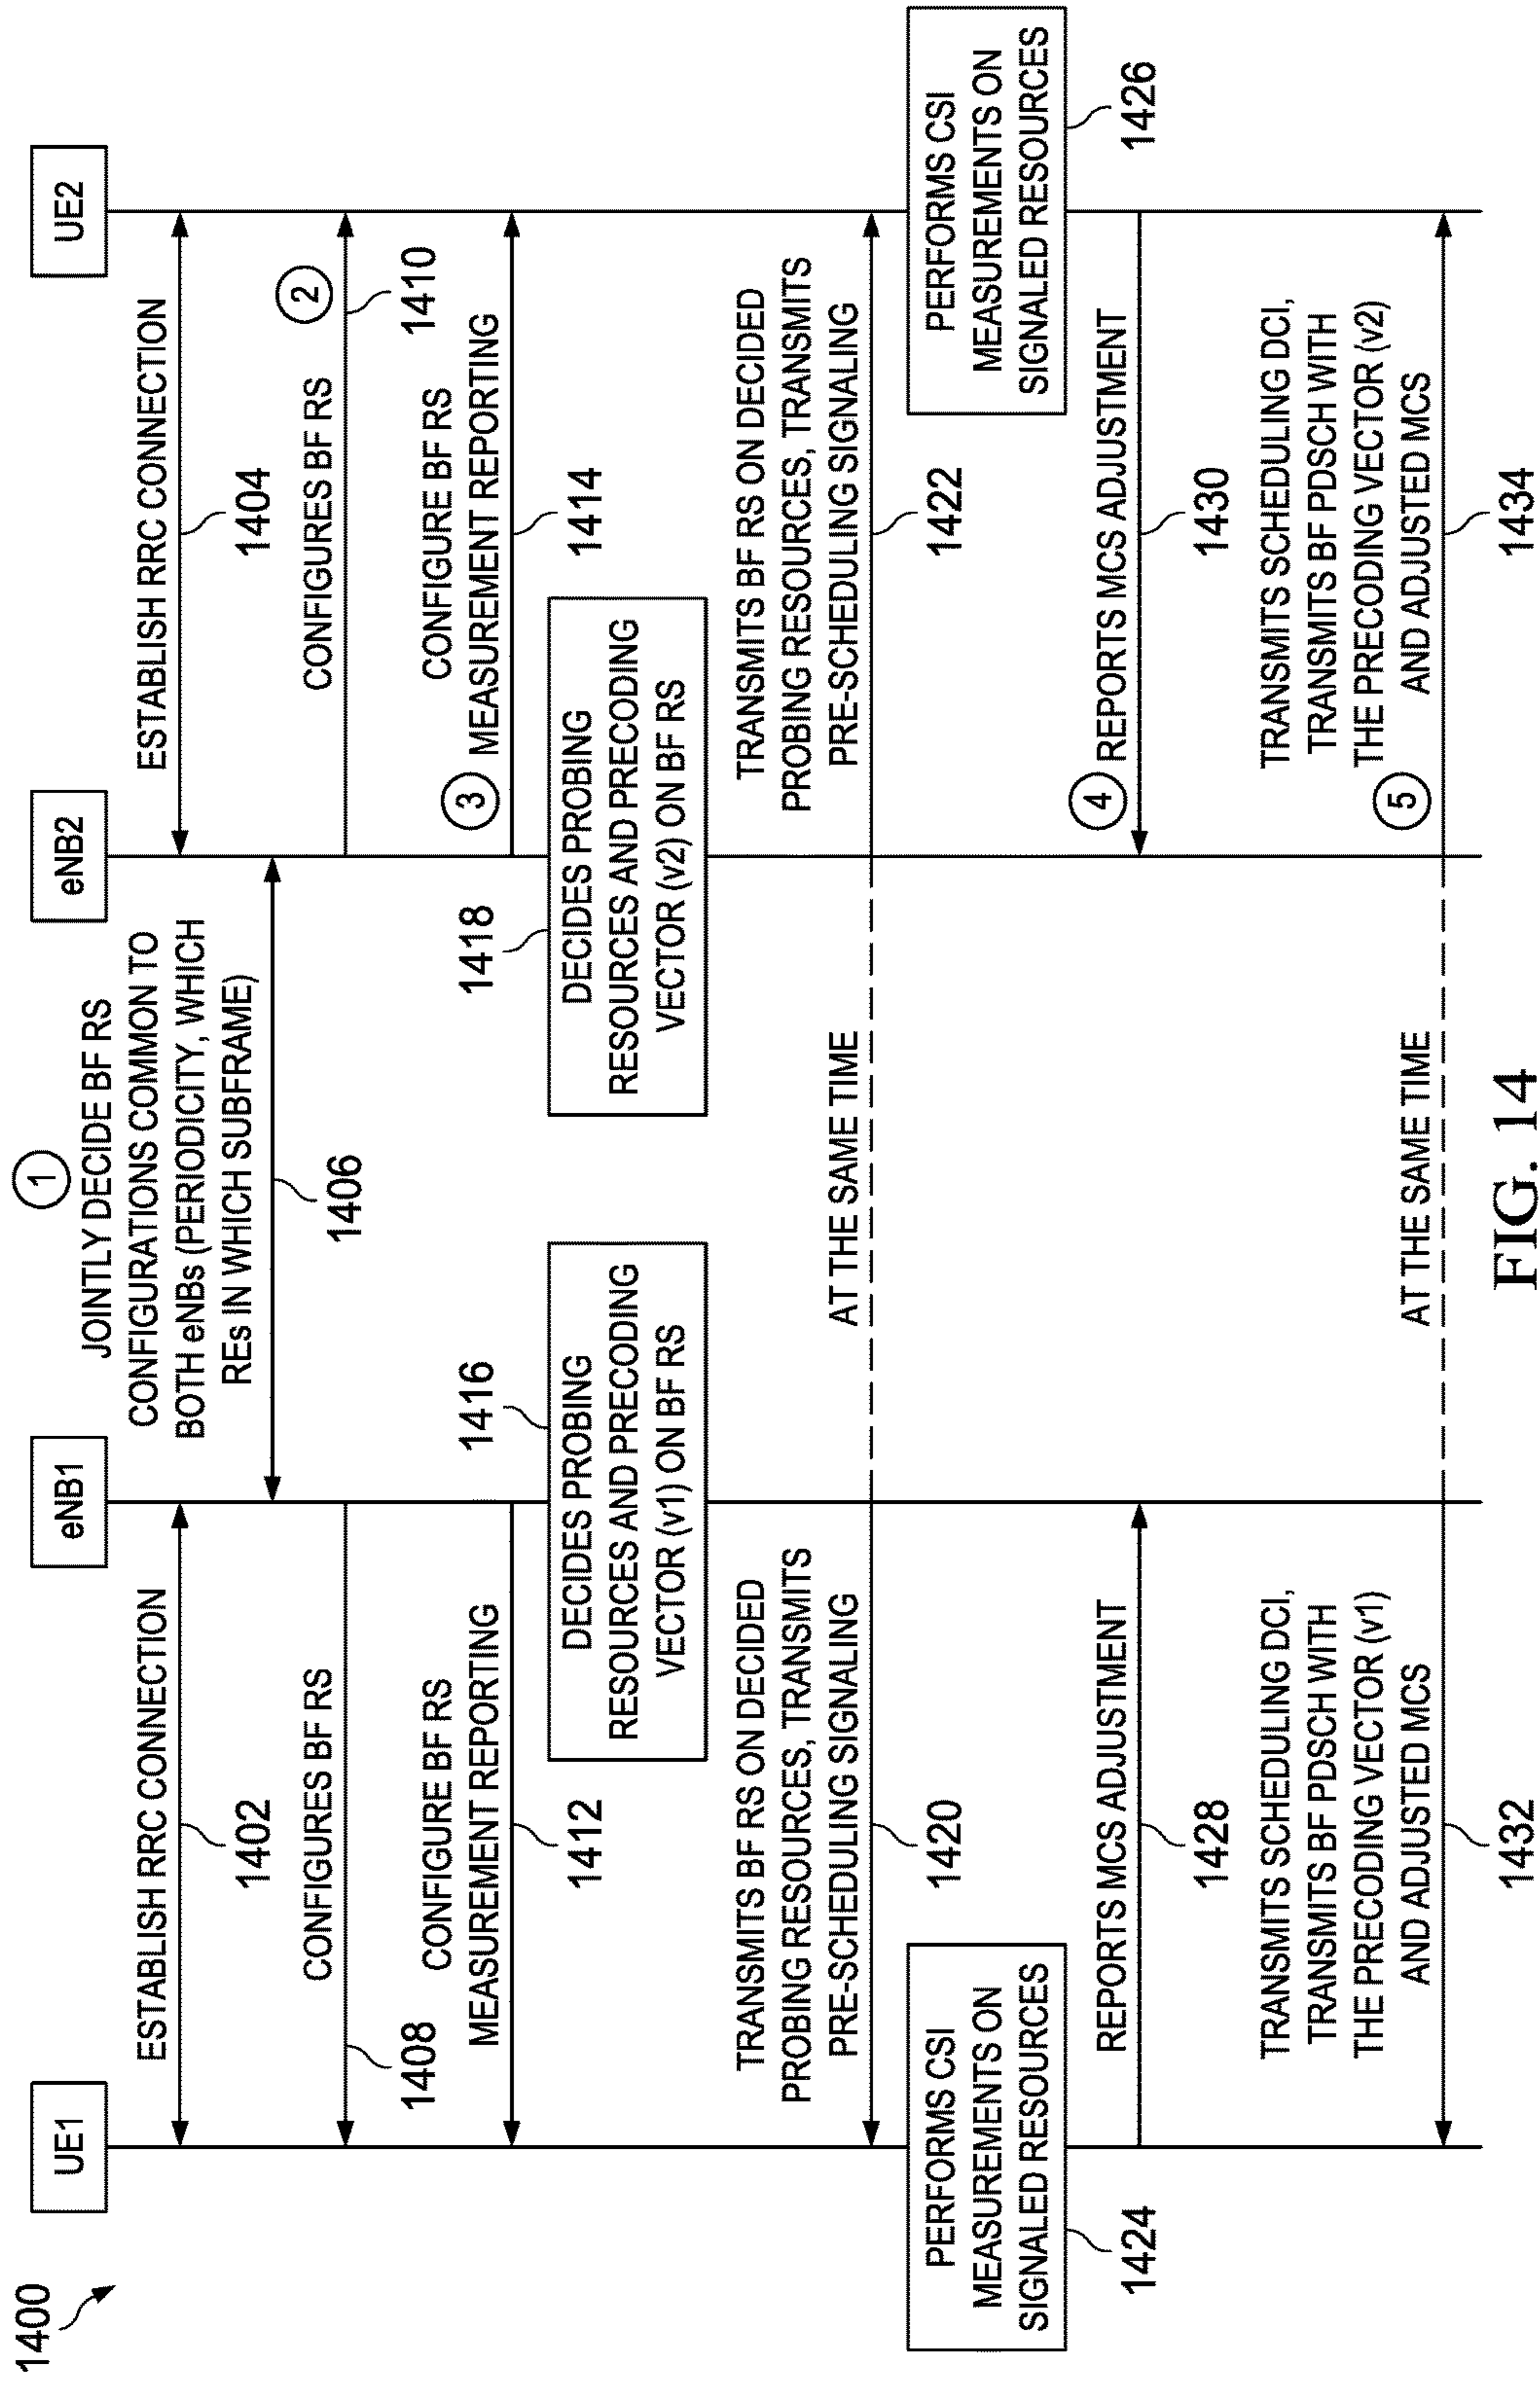 1400
UE1
eNB1
eNB2
UE2
ESTABLISH RRC CONNECTION
1402
ESTABLISH RRC CONNECTION
1404
1
JOINTLY DECIDE BF RS
CONFIGURATIONS COMMON TO
BOTH eNBs (PERIODICITY, WHICH
REs IN WHICH SUBFRAME)
1406
CONFIGURES BF RS
1408
CONFIGURES BF RS
2
1410
CONFIGURE BF RS
MEASUREMENT REPORTING
1412
3
CONFIGURE BF RS
MEASUREMENT REPORTING
1414
1416
DECIDES PROBING
RESOURCES AND PRECODING
VECTOR (v1) ON BF RS
1418
DECIDES PROBING
RESOURCES AND PRECODING
VECTOR (v2) ON BF RS
TRANSMITS BF RS ON DECIDED
PROBING RESOURCES, TRANSMITS
PRE-SCHEDULING SIGNALING
1420
AT THE SAME TIME
TRANSMITS BF RS ON DECIDED
PROBING RESOURCES, TRANSMITS
PRE-SCHEDULING SIGNALING
1422
PERFORMS CSI
MEASUREMENTS ON
SIGNALED RESOURCES
1424
PERFORMS CSI
MEASUREMENTS ON
SIGNALED RESOURCES
1426
REPORTS MCS ADJUSTMENT
1428
4
REPORTS MCS ADJUSTMENT
1430
TRANSMITS SCHEDULING DCI,
TRANSMITS BF PDSCH WITH
THE PRECODING VECTOR (v1)
AND ADJUSTED MCS
1432
AT THE SAME TIME
TRANSMITS SCHEDULING DCI,
TRANSMITS BF PDSCH WITH
THE PRECODING VECTOR (v2)
5
AND ADJUSTED MCS
1434
FIG. 14